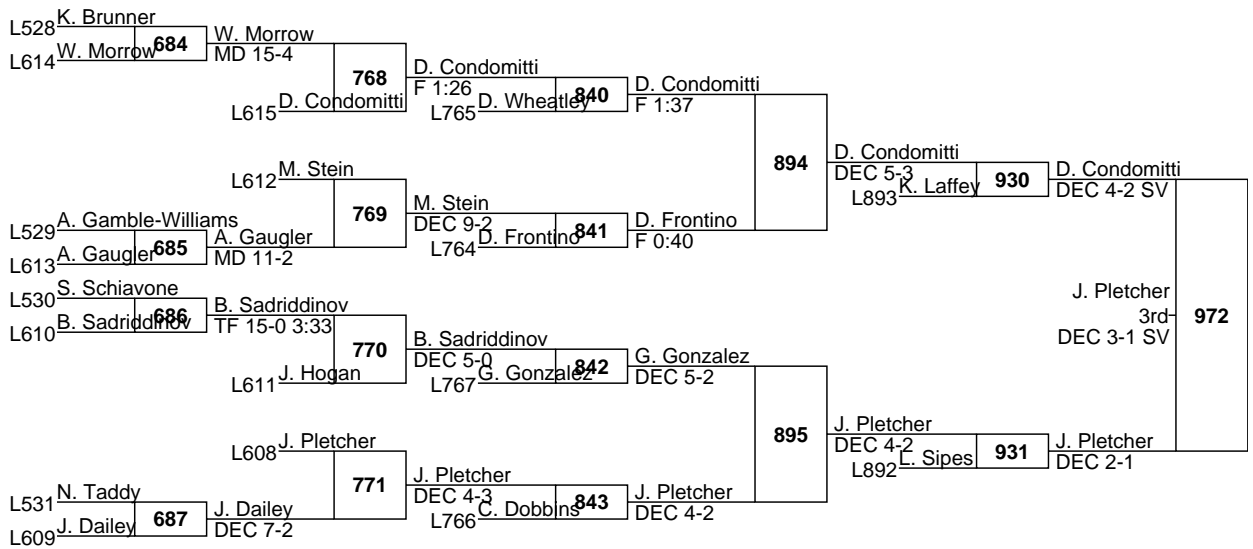 K. Brunner
L528
684
W. Morrow
L614
W. Morrow
MD 15-4
768
D. Condomitti
L615
D. Condomitti
F 1:26
D. Wheatley
L765
840
D. Condomitti
F 1:37
894
M. Stein
L612
769
A. Gamble-Williams
L529
685
A. Gaugler
L613
A. Gaugler
MD 11-2
M. Stein
DEC 9-2
D. Frontino
L764
841
D. Frontino
F 0:40
D. Condomitti
DEC 5-3
K. Laffey
L893
930
D. Condomitti
DEC 4-2 SV
S. Schiavone
L530
686
B. Sadriddinov
L610
B. Sadriddinov
TF 15-0 3:33
770
J. Hogan
L611
B. Sadriddinov
DEC 5-0
G. Gonzalez
L767
842
G. Gonzalez
DEC 5-2
895
J. Pletcher
L608
771
N. Taddy
L531
687
J. Dailey
L609
J. Dailey
DEC 7-2
J. Pletcher
DEC 4-3
C. Dobbins
L766
843
J. Pletcher
DEC 4-2
J. Pletcher
DEC 4-2
L. Sipes
L892
931
J. Pletcher
DEC 2-1
J. Pletcher
3rd
DEC 3-1 SV
972